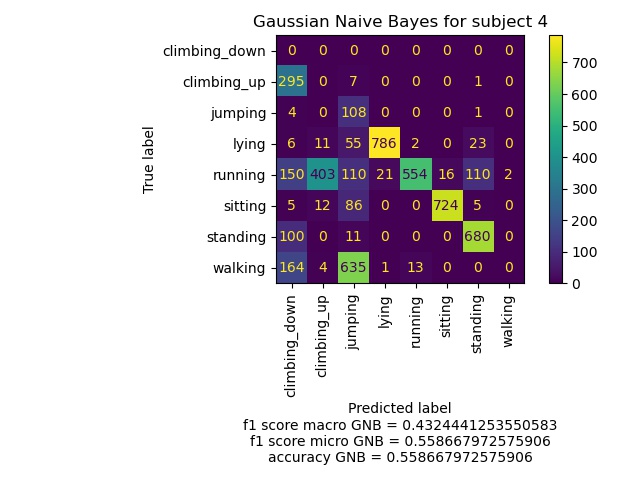 Gaussian Naive Bayes for subject 4
True label
climbing_down 0 0 0 0 0 0 0 0
climbing_up 295 0 7 0 0 0 1 0
jumping 4 0 108 0 0 0 1 0
lying 6 11 55 786 2 0 23 0
running 150 403 110 21 554 16 110 2
sitting 5 12 86 0 0 724 5 0
standing 100 0 11 0 0 0 680 0
walking 164 4 635 1 13 0 0 0
climbing_down
climbing_up
jumping
lying
running
sitting
standing
walking
700
600
500
400
300
200
100
0
Predicted label
f1 score macro GNB = 0.4324441253550583
f1 score micro GNB = 0.558667972575906
accuracy GNB = 0.558667972575906